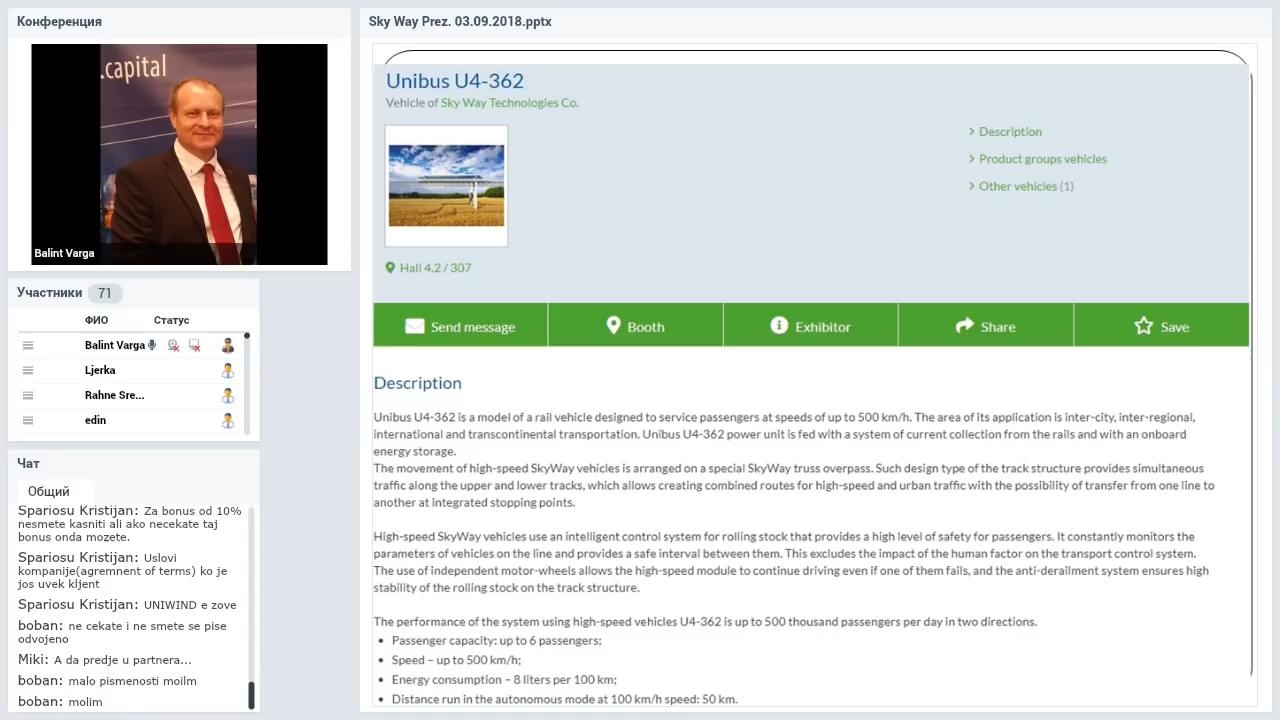 Конференция
.capital
Balint Varga
Участники 71
ФИО Статус
Balint Varga
Ljerka
Rahne Sre...
edin
Чат
Общий
Spariosu Kristijan: Za bonus od 10%
nesmete kasniti ali ako necekate taj
bonus onda mozete.
Spariosu Kristijan: Uslovi
kompanije(agremnent of terms) ko je
jos uvek kljent
Spariosu Kristijan: UNIWIND e zove
boban: ne cekate i ne smete se pise
odvojeno
Miki: A da predje u partnera...
boban: malo pismenosti moilm
boban: molim
Sky Way Prez. 03.09.2018.pptx
Unibus U4-362
Vehicle of Sky Way Technologies Co.
Description
Product groups vehicles
Other vehicles (1)
Hall 4.2 / 307
Send message
Booth
Exhibitor
Share
Save
Description
Unibus U4-362 is a model of a rail vehicle designed to service passengers at speeds of up to 500 km/h. The area of its application is inter-city, inter-regional,
international and transcontinental transportation. Unibus U4-362 power unit is fed with a system of current collection from the rails and with an onboard
energy storage.
The movement of high-speed SkyWay vehicles is arranged on a special SkyWay truss overpass. Such design type of the track structure provides simultaneous
traffic along the upper and lower tracks, which allows creating combined routes for high-speed and urban traffic with the possibility of transfer from one line to
another at integrated stopping points.
High-speed SkyWay vehicles use an intelligent control system for rolling stock that provides a high level of safety for passengers. It constantly monitors the
parameters of vehicles on the line and provides a safe interval between them. This excludes the impact of the human factor on the transport control system.
The use of independent motor-wheels allows the high-speed module to continue driving even if one of them fails, and the anti-derailment system ensures high
stability of the rolling stock on the track structure.
The performance of the system using high-speed vehicles U4-362 is up to 500 thousand passengers per day in two directions.
• Passenger capacity: up to 6 passengers;
• Speed – up to 500 km/h;
• Energy consumption – 8 liters per 100 km;
• Distance run in the autonomous mode at 100 km/h speed: 50 km.